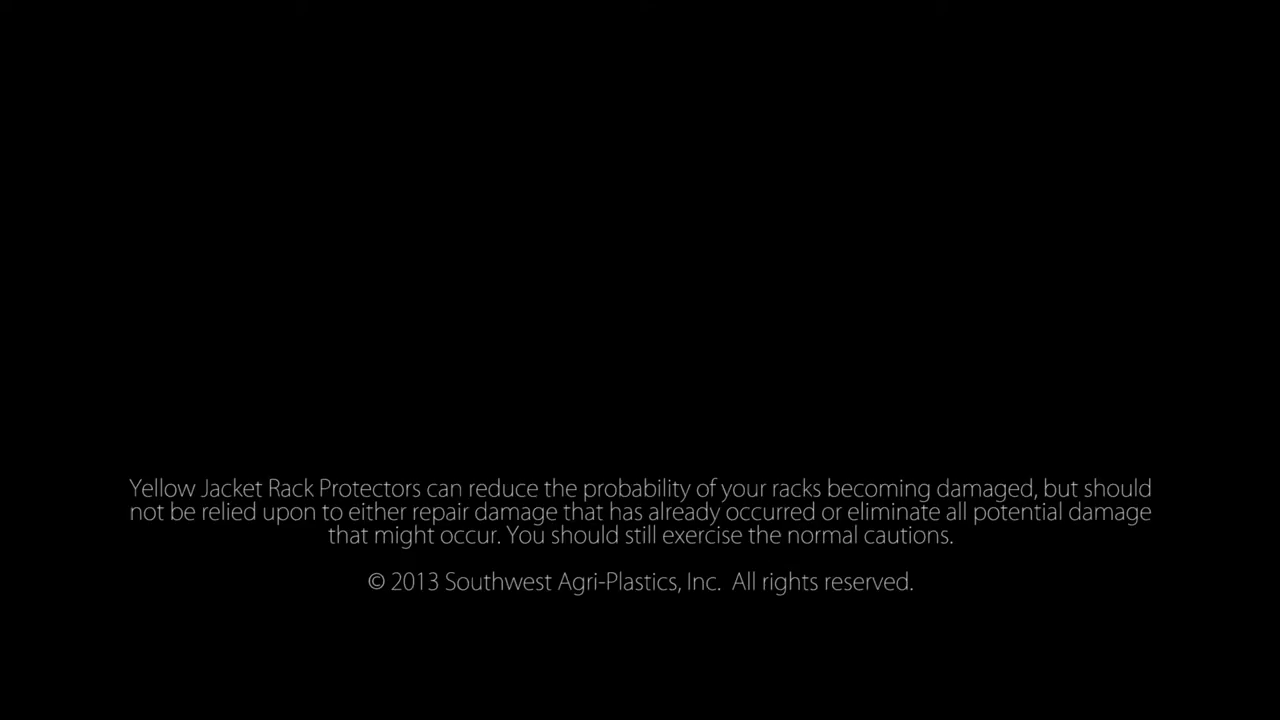 Yellow Jacket Rack Protectors can reduce the probability of your racks becoming damaged, but should
not be relied upon to either repair damage that has already occurred or eliminate all potential damage
that might occur. You should still exercise the normal cautions.
© 2013 Southwest Agri-Plastics, Inc.  All rights reserved.